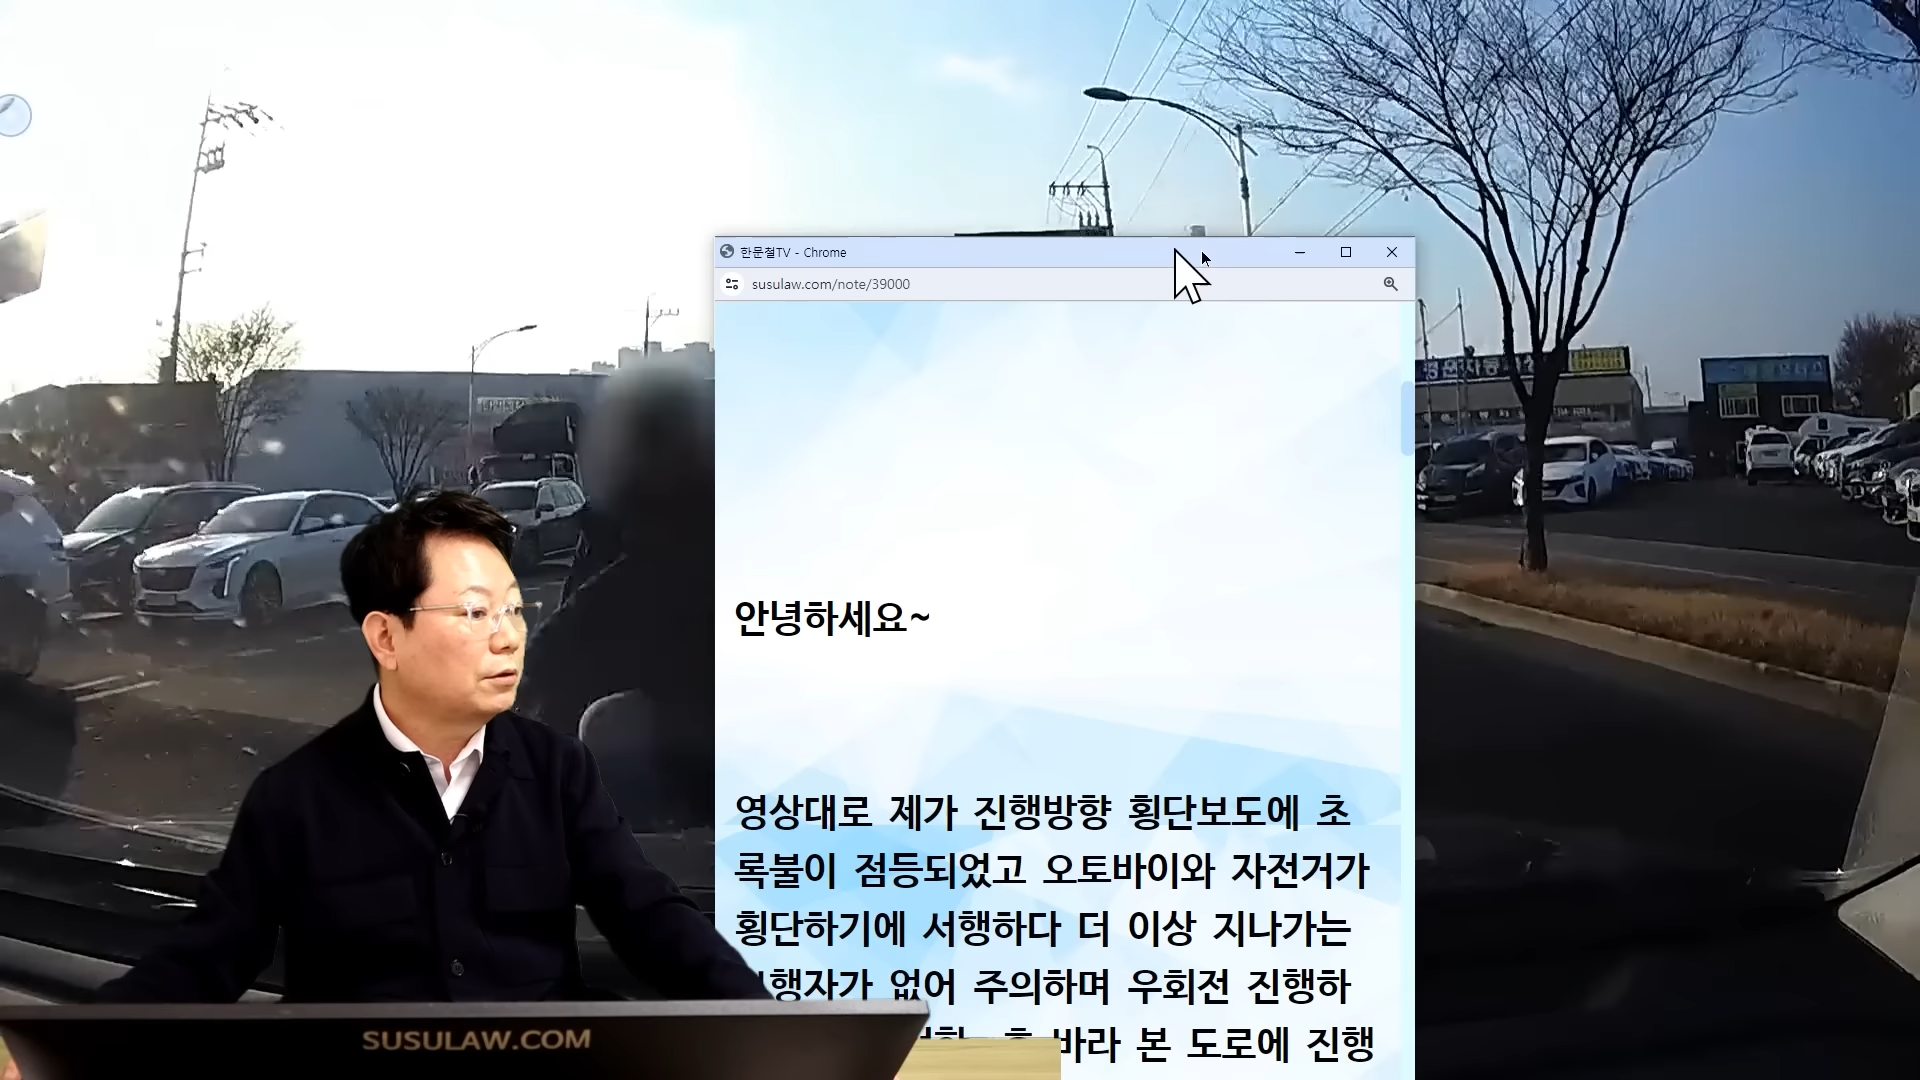 한문철TV - Chrome
susulaw.com/note/39000
안녕하세요~
영상대로 제가 진행방향 횡단보도에 초
록불이 점등되었고 오토바이와 자전거가
횡단하기에 서행하다 더 이상 지나가는
행자가 없어 주의하며 우회전 진행하
바라 본 도로에 진행
SUSULAW.COM